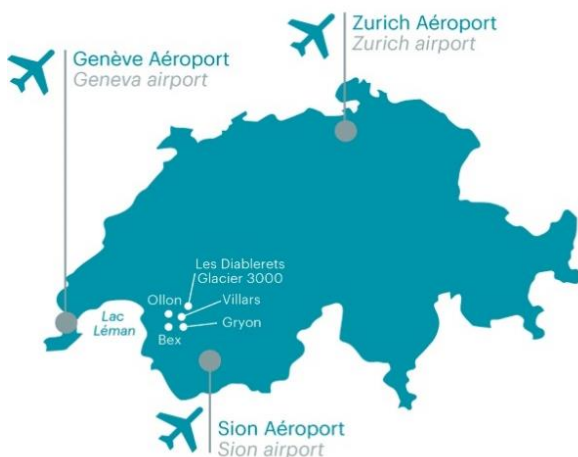 Zurich Aéroport
Zurich airport
Genève Aéroport
Geneva airport
Les Diablerets
Glacier 3000
Ollon
Villars
Lac
Léman
Gryon
Bex
Sion Aéroport
Sion airport